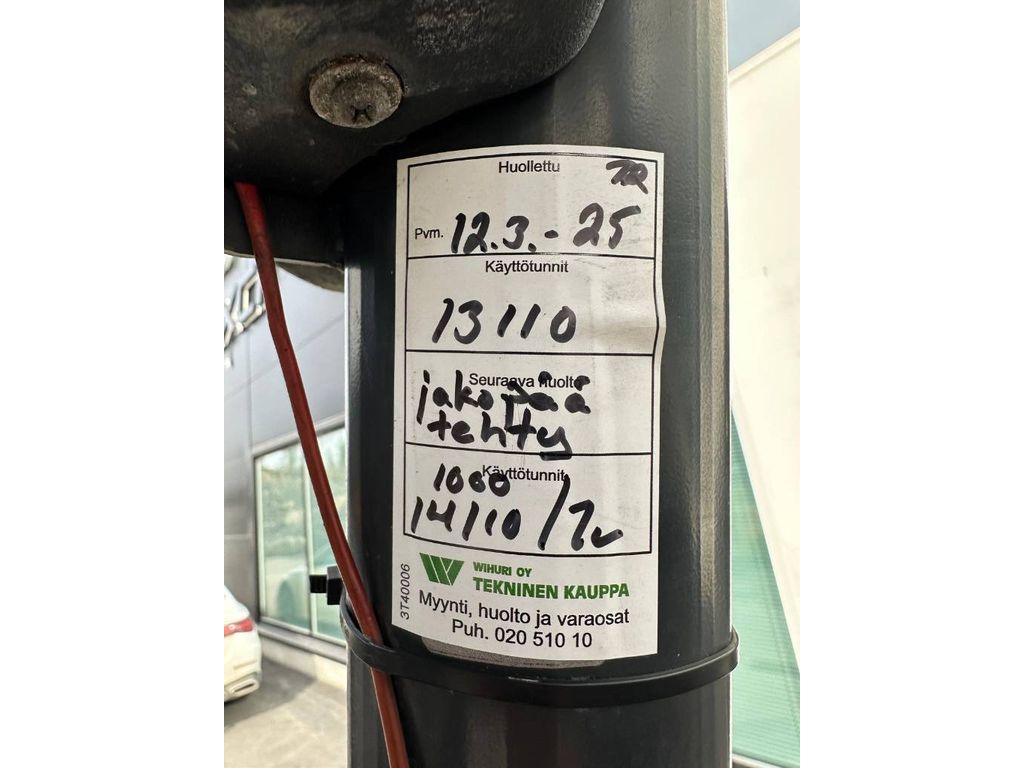 Huollettu
Pvm. 12.3.-25
Käyttötunnit
13110
Seuraava huolto
jakopää
tehty
Käyttötunnit
1000
14110/1v
WIHURI OY
TEKNINEN KAUPPA
Myynti, huolto ja varaosat
Puh. 020 510 10
3T40006